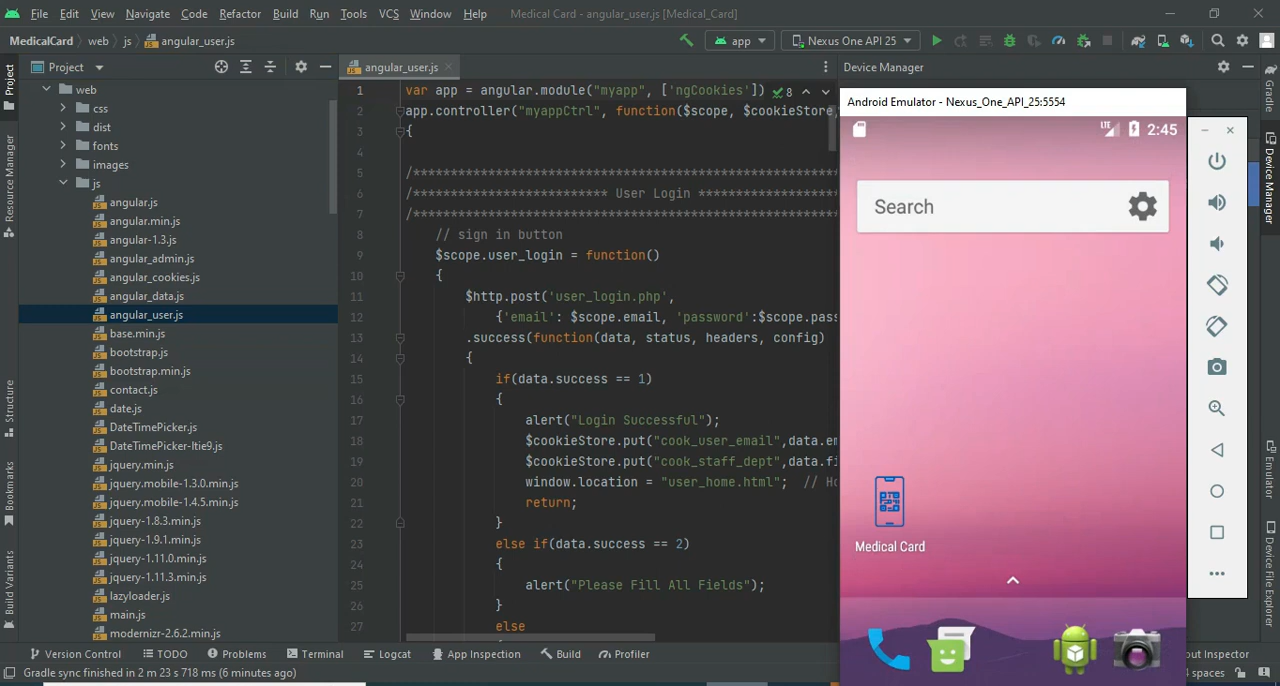 File Edit View Navigate Code Refactor Build Run Tools VCS Window Help Medical Card - angular_user.js [Medical_Card]
MedicalCard web js angular_user.js app Nexus One API 25
Project angular_user.js Device Manager
Project
Resource Manager
Structure
Bookmarks
Build Variants
web
css
dist
fonts
images
js
angular.js
angular.min.js
angular-1.3.js
angular_admin.js
angular_cookies.js
angular_data.js
angular_user.js
base.min.js
bootstrap.js
bootstrap.min.js
contact.js
date.js
DateTimePicker.js
DateTimePicker-ltie9.js
jquery.min.js
jquery.mobile-1.3.0.min.js
jquery.mobile-1.4.5.min.js
jquery-1.8.3.min.js
jquery-1.9.1.min.js
jquery-1.11.0.min.js
jquery-1.11.3.min.js
lazyloader.js
main.js
modernizr-2.6.2.min.js
1 var app = angular.module("myapp", ['ngCookies']) 8
2 app.controller("myappCtrl", function($scope, $cookieStore,
3 {
4
5 /*********************************************************
6 /************************** User Login *******************
7 /*********************************************************
8 // sign in button
9 $scope.user_login = function()
10 {
11 $http.post('user_login.php',
12 {'email': $scope.email, 'password':$scope.pass
13 .success(function(data, status, headers, config)
14 {
15 if(data.success == 1)
16 {
17 alert("Login Successful");
18 $cookieStore.put("cook_user_email",data.em
19 $cookieStore.put("cook_staff_dept",data.fi
20 window.location = "user_home.html"; // Ho
21 return;
22 }
23 else if(data.success == 2)
24 {
25 alert("Please Fill All Fields");
26 }
27 else
Android Emulator - Nexus_One_API_25:5554
LTE 2:45
Search
Medical Card
Gradle
Device Manager
Emulator
Device File Explorer
Version Control TODO Problems Terminal Logcat App Inspection Build Profiler out Inspector
Gradle sync finished in 2 m 23 s 718 ms (6 minutes ago) 4 spaces